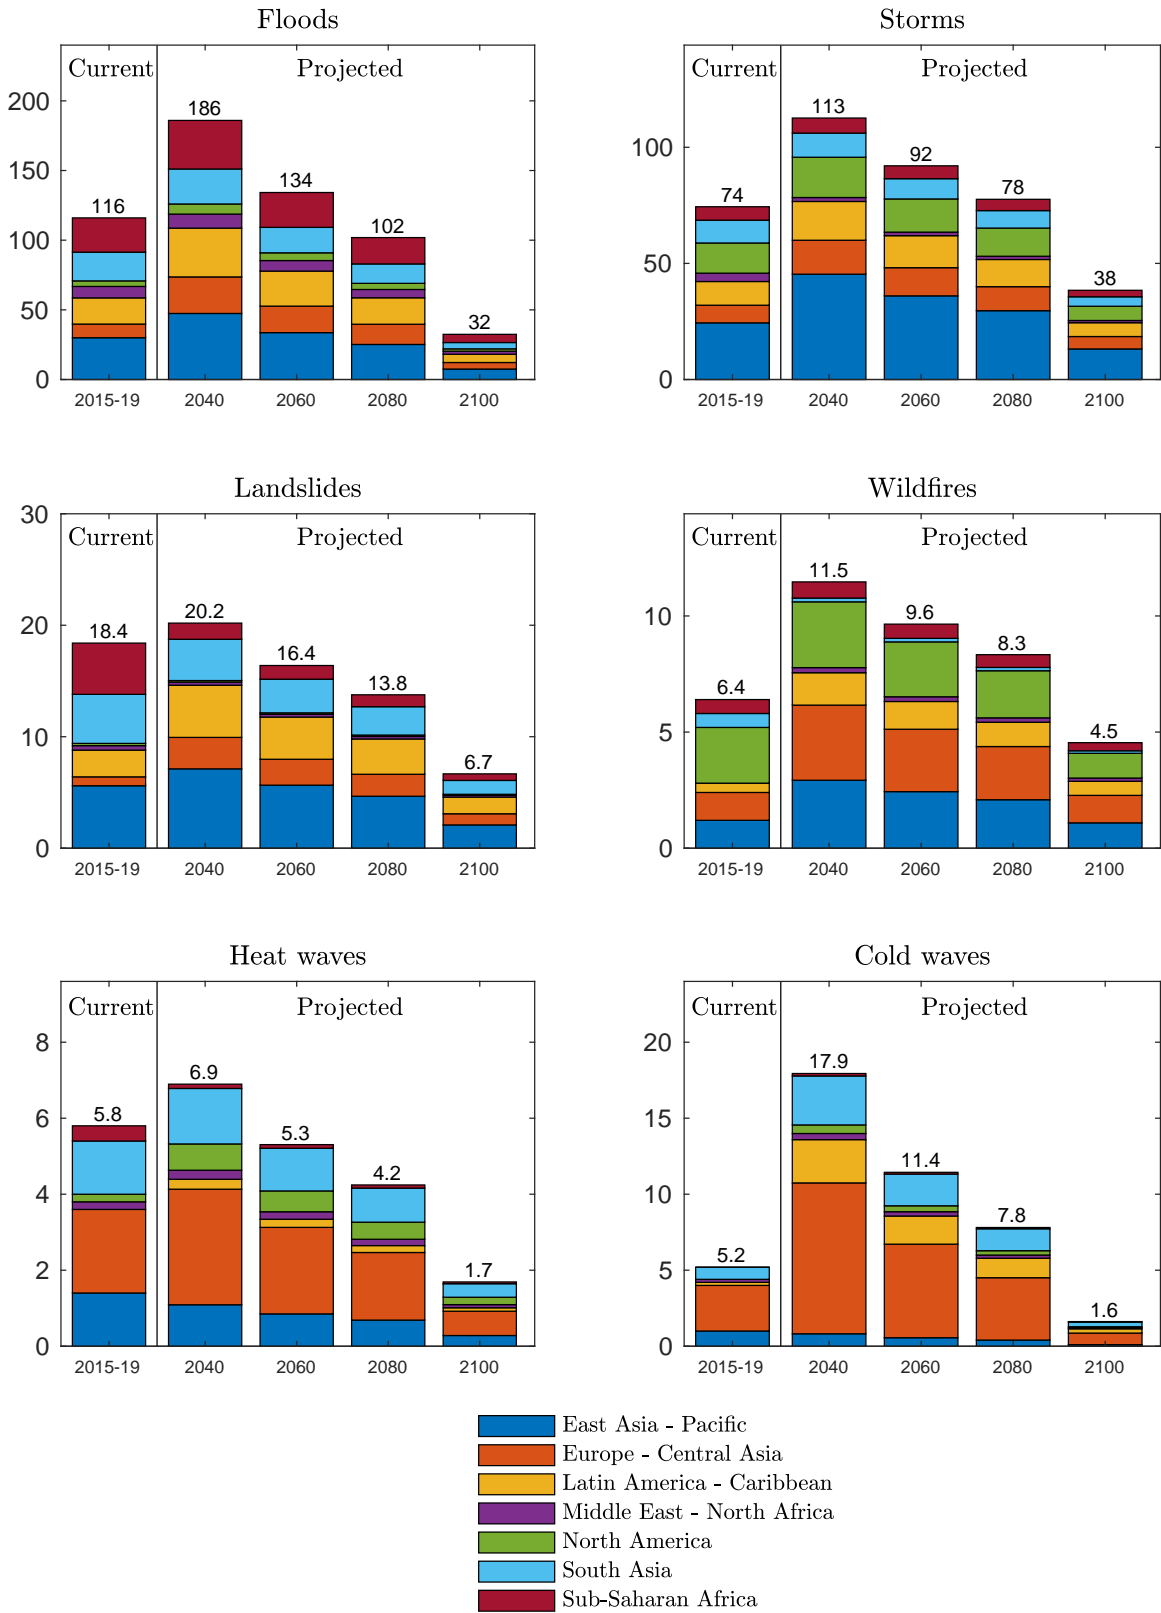 Floods
Current Projected
200
150
100
50
0
116
186
134
102
32
2015-19 2040 2060 2080 2100
Storms
Current Projected
100
50
0
74
113
92
78
38
2015-19 2040 2060 2080 2100
Landslides
Current Projected
30
20
10
0
18.4
20.2
16.4
13.8
6.7
2015-19 2040 2060 2080 2100
Wildfires
Current Projected
10
5
0
6.4
11.5
9.6
8.3
4.5
2015-19 2040 2060 2080 2100
Heat waves
Current Projected
8
6
4
2
0
5.8
6.9
5.3
4.2
1.7
2015-19 2040 2060 2080 2100
Cold waves
Current Projected
20
15
10
5
0
5.2
17.9
11.4
7.8
1.6
2015-19 2040 2060 2080 2100
East Asia - Pacific
Europe - Central Asia
Latin America - Caribbean
Middle East - North Africa
North America
South Asia
Sub-Saharan Africa